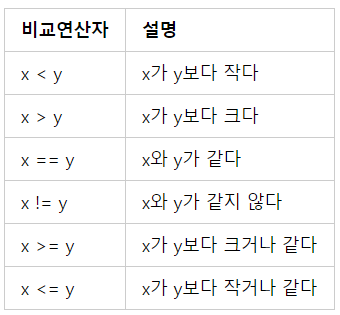 비교연산자 설명
x < y x가 y보다 작다
x > y x가 y보다 크다
x == y x와 y가 같다
x != y x와 y가 같지 않다
x >= y x가 y보다 크거나 같다
x <= y x가 y보다 작거나 같다